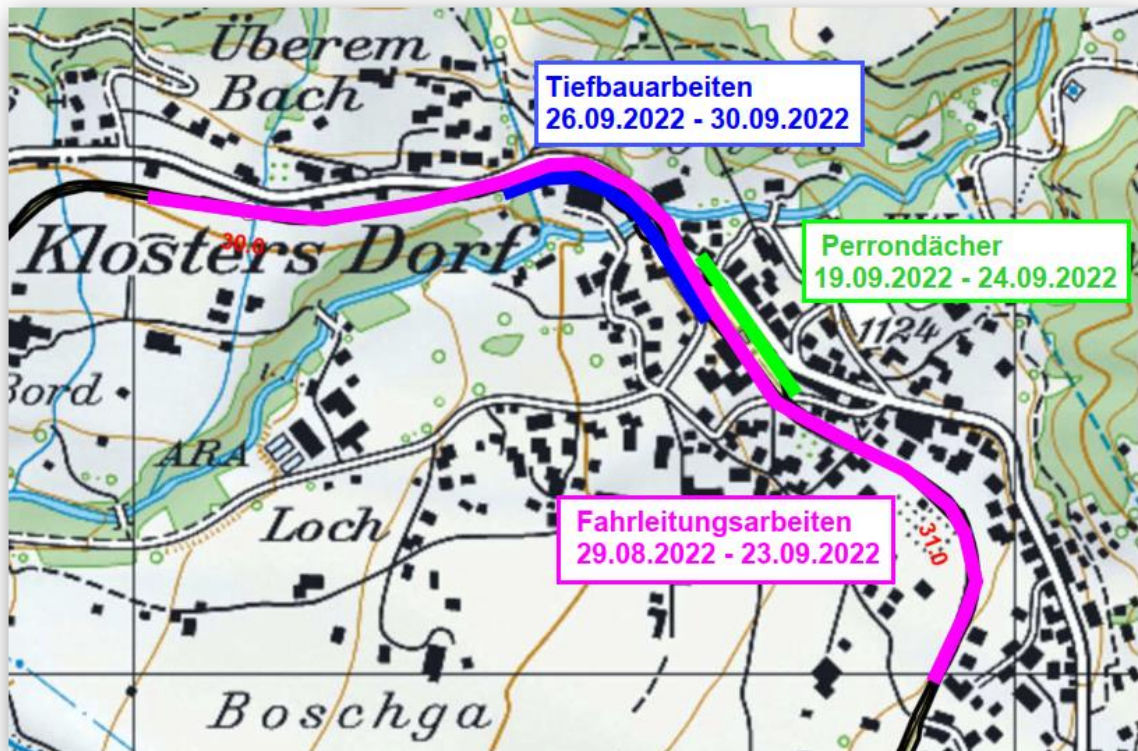 Überem
Bach
Tiefbauarbeiten
26.09.2022 - 30.09.2022
Perrondächer
19.09.2022 - 24.09.2022
30.0
Klosters Dorf
1124
Bord
ARA
Loch
Fahrleitungsarbeiten
29.08.2022 - 23.09.2022
31.0
Boschga